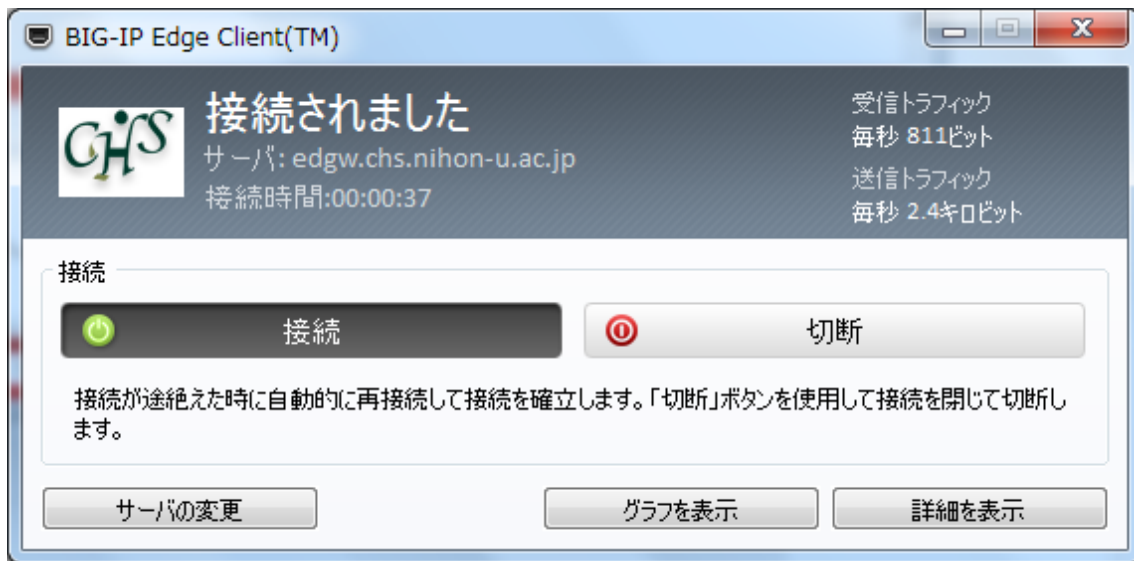 BIG-IP Edge Client(TM)
CHS
接続されました
サーバ: edgw.chs.nihon-u.ac.jp
接続時間:00:00:37
受信トラフィック
毎秒 811ビット
送信トラフィック
毎秒 2.4キロビット
接続
接続
切断
接続が途絶えた時に自動的に再接続して接続を確立します。「切断」ボタンを使用して接続を閉じて切断し
ます。
サーバの変更
グラフを表示
詳細を表示